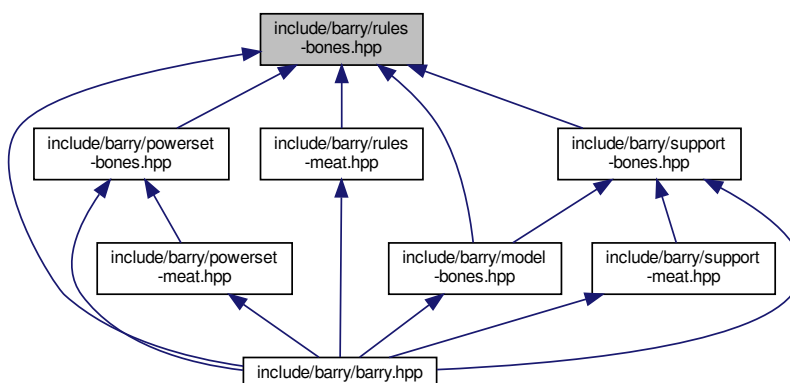 include/barry/rules
-bones.hpp
include/barry/powerset
-bones.hpp
include/barry/rules
-meat.hpp
include/barry/support
-bones.hpp
include/barry/powerset
-meat.hpp
include/barry/model
-bones.hpp
include/barry/support
-meat.hpp
include/barry/barry.hpp